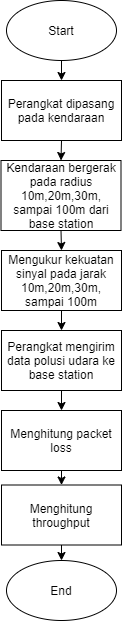 Start
Perangkat dipasang
pada kendaraan
Kendaraan bergerak
pada radius
10m,20m,30m,
sampai 100m dari
base station
Mengukur kekuatan
sinyal pada jarak
10m,20m,30m,
sampai 100m
Perangkat mengirim
data polusi udara ke
base station
Menghitung packet
loss
Menghitung
throughput
End